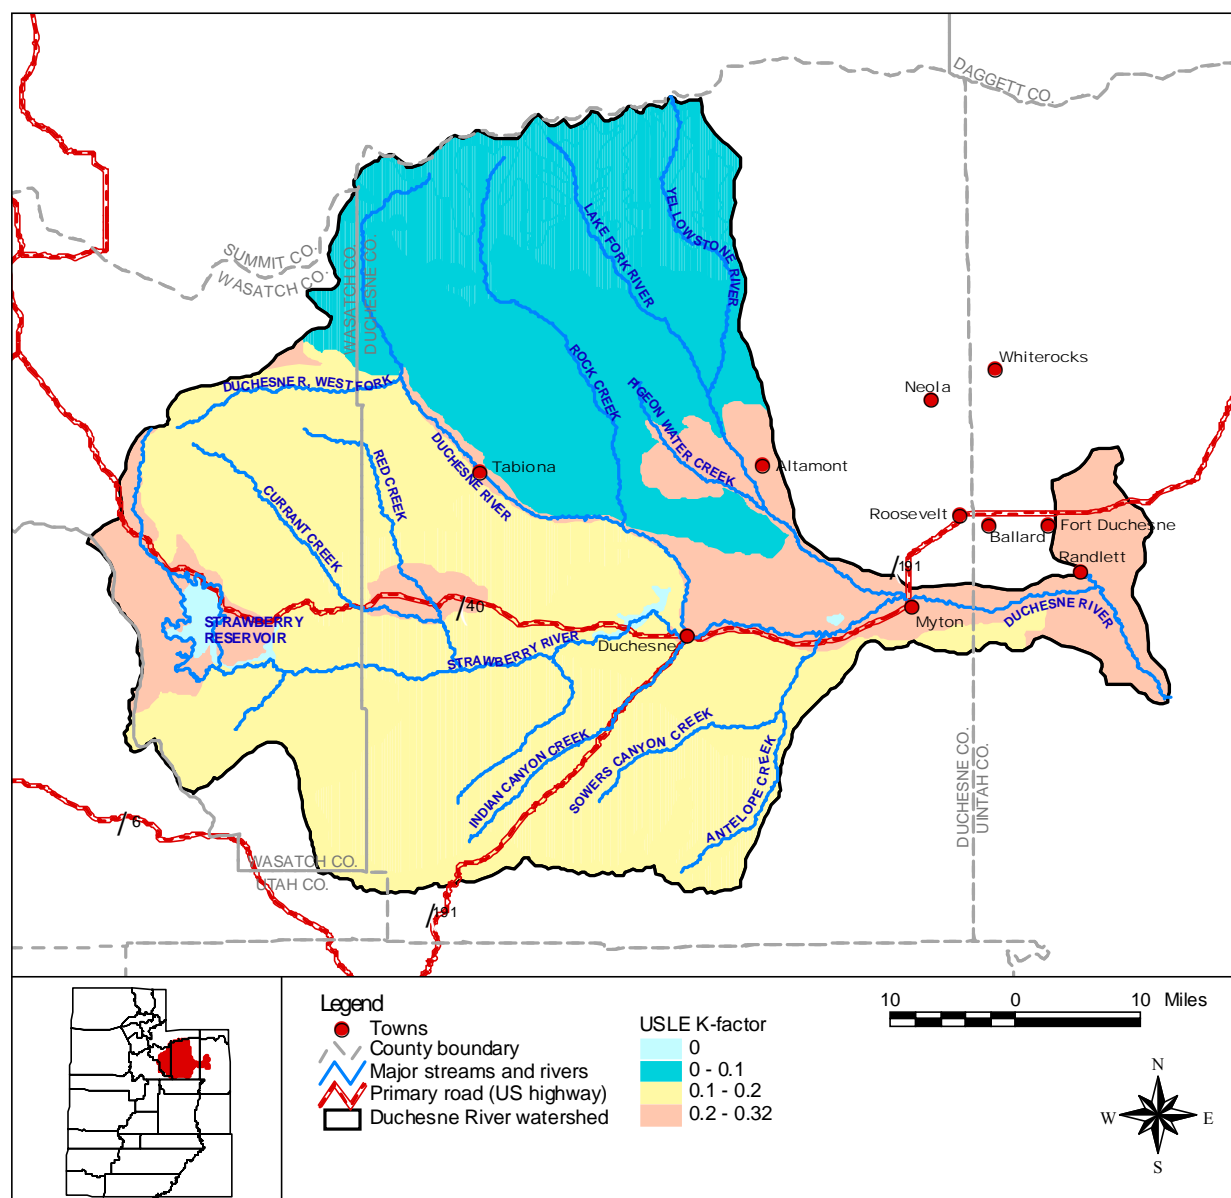 DAGGETT CO.
SUMMIT CO.
WASATCH CO.
WASATCH CO.
DUCHESNE CO.
YELLOWSTONE RIVER
LAKE FORK RIVER
ROCK CREEK
PIGEON WATER CREEK
Whiterocks
Neola
DUCHESNE R, WEST FORK
DUCHESNE RIVER
RED CREEK
CURRANT CREEK
Tabiona
Altamont
Roosevelt
Ballard
Fort Duchesne
Randlett
191
40
Myton
DUCHESNE RIVER
STRAWBERRY
RESERVOIR
STRAWBERRY RIVER
Duchesne
INDIAN CANYON CREEK
SOWERS CANYON CREEK
ANTELOPE CREEK
DUCHESNE CO.
UINTAH CO.
6
WASATCH CO.
UTAH CO.
191
Legend
Towns
County boundary
Major streams and rivers
Primary road (US highway)
Duchesne River watershed
USLE K-factor
0
0 - 0.1
0.1 - 0.2
0.2 - 0.32
10 0 10 Miles
N
W E
S